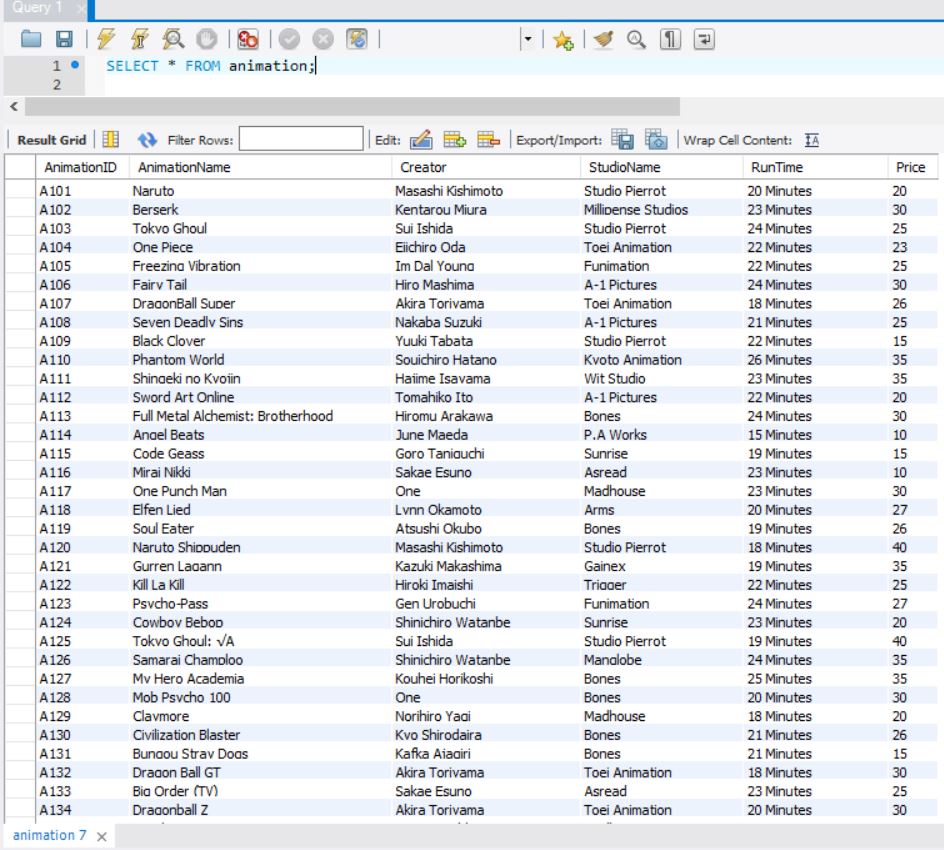 Query 1
1 SELECT * FROM animation;
2
Result Grid Filter Rows: Edit: Export/Import: Wrap Cell Content:
AnimationID AnimationName Creator StudioName RunTime Price
A101 Naruto Masashi Kishimoto Studio Pierrot 20 Minutes 20
A102 Berserk Kentarou Miura Millipense Studios 23 Minutes 30
A103 Tokyo Ghoul Sui Ishida Studio Pierrot 24 Minutes 25
A104 One Piece Eiichiro Oda Toei Animation 22 Minutes 23
A105 Freezing Vibration Im Dal Young Funimation 22 Minutes 25
A106 Fairy Tail Hiro Mashima A-1 Pictures 24 Minutes 30
A107 DragonBall Super Akira Toriyama Toei Animation 18 Minutes 26
A108 Seven Deadly Sins Nakaba Suzuki A-1 Pictures 21 Minutes 25
A109 Black Clover Yuuki Tabata Studio Pierrot 22 Minutes 15
A110 Phantom World Souichiro Hatano Kyoto Animation 26 Minutes 35
A111 Shingeki no Kyojin Hajime Isayama Wit Studio 23 Minutes 35
A112 Sword Art Online Tomahiko Ito A-1 Pictures 22 Minutes 20
A113 Full Metal Alchemist: Brotherhood Hiromu Arakawa Bones 24 Minutes 30
A114 Angel Beats June Maeda P.A Works 15 Minutes 10
A115 Code Geass Goro Taniguchi Sunrise 19 Minutes 15
A116 Mirai Nikki Sakae Esuno Asread 23 Minutes 10
A117 One Punch Man One Madhouse 23 Minutes 30
A118 Elfen Lied Lynn Okamoto Arms 20 Minutes 27
A119 Soul Eater Atsushi Okubo Bones 19 Minutes 26
A120 Naruto Shippuden Masashi Kishimoto Studio Pierrot 18 Minutes 40
A121 Gurren Lagann Kazuki Makashima Gainex 19 Minutes 35
A122 Kill La Kill Hiroki Imaishi Trigger 22 Minutes 25
A123 Psycho-Pass Gen Urobuchi Funimation 24 Minutes 27
A124 Cowboy Bebop Shinichiro Watanbe Sunrise 23 Minutes 20
A125 Tokyo Ghoul: √A Sui Ishida Studio Pierrot 19 Minutes 40
A126 Samarai Champloo Shinichiro Watanbe Manglobe 24 Minutes 35
A127 My Hero Academia Kouhei Horikoshi Bones 25 Minutes 35
A128 Mob Psycho 100 One Bones 20 Minutes 30
A129 Claymore Norihiro Yagi Madhouse 18 Minutes 20
A130 Civilization Blaster Kyo Shirodaira Bones 21 Minutes 26
A131 Bungou Stray Dogs Kafka Ajagiri Bones 21 Minutes 15
A132 Dragon Ball GT Akira Toriyama Toei Animation 18 Minutes 30
A133 Big Order (TV) Sakae Esuno Asread 23 Minutes 25
A134 Dragonball Z Akira Toriyama Toei Animation 20 Minutes 30
animation 7